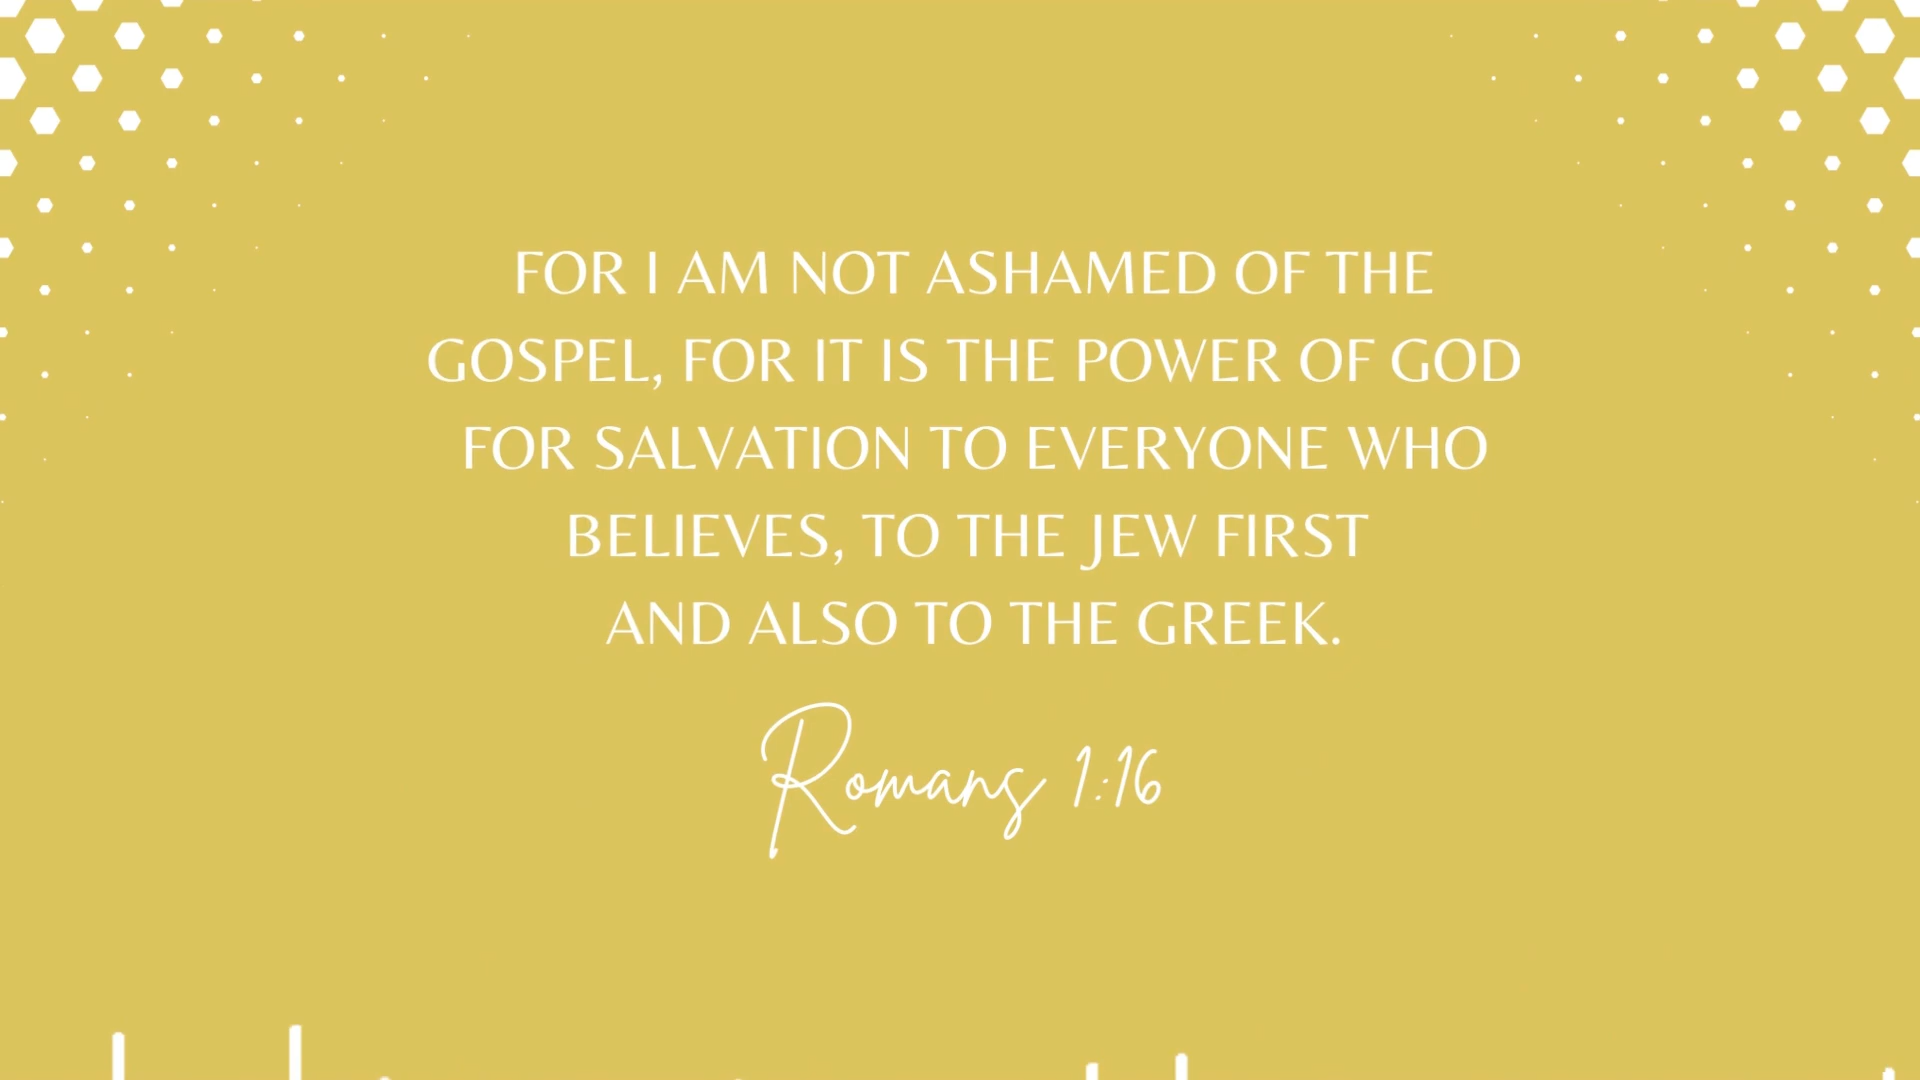 FOR I AM NOT ASHAMED OF THE
GOSPEL, FOR IT IS THE POWER OF GOD
FOR SALVATION TO EVERYONE WHO
BELIEVES, TO THE JEW FIRST
AND ALSO TO THE GREEK.
Romans 1:16